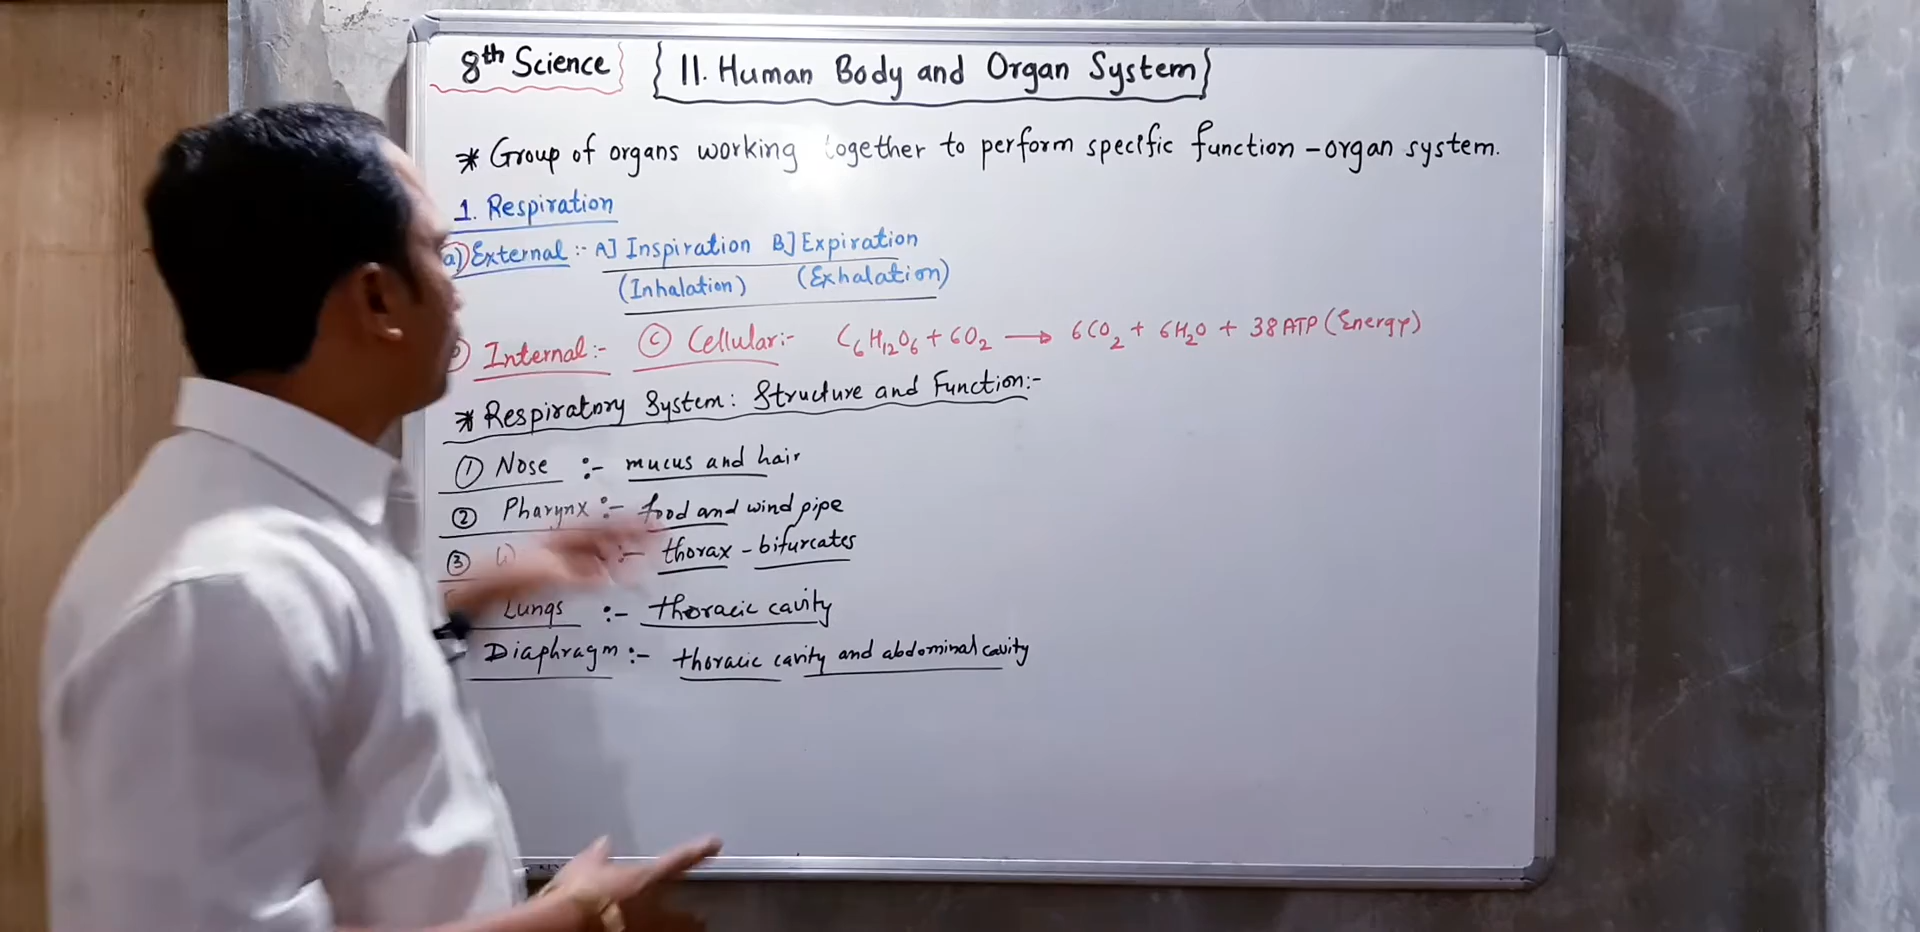 8th Science
11. Human Body and Organ System
* Group of organs working together to perform specific function - organ system.
1. Respiration
a) External :- A] Inspiration B] Expiration
(Inhalation) (Exhalation)
Internal :- (c) Cellular :- C6H12O6 + 6O2 → 6CO2 + 6H2O + 38 ATP (Energy)
* Respiratory System : Structure and Function :-
① Nose :- mucus and hair
② Pharynx :- food and wind pipe
③ :- thorax - bifurcates
Lungs :- thoracic cavity
Diaphragm :- thoracic cavity and abdominal cavity